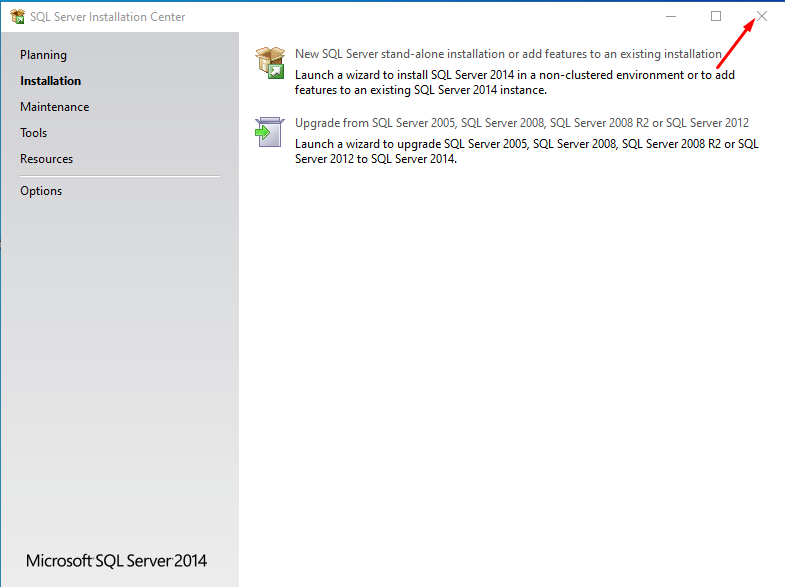 SQL Server Installation Center
Planning
Installation
Maintenance
Tools
Resources
Options
New SQL Server stand-alone installation or add features to an existing installation
Launch a wizard to install SQL Server 2014 in a non-clustered environment or to add
features to an existing SQL Server 2014 instance.
Upgrade from SQL Server 2005, SQL Server 2008, SQL Server 2008 R2 or SQL Server 2012
Launch a wizard to upgrade SQL Server 2005, SQL Server 2008, SQL Server 2008 R2 or SQL
Server 2012 to SQL Server 2014.
Microsoft SQL Server 2014